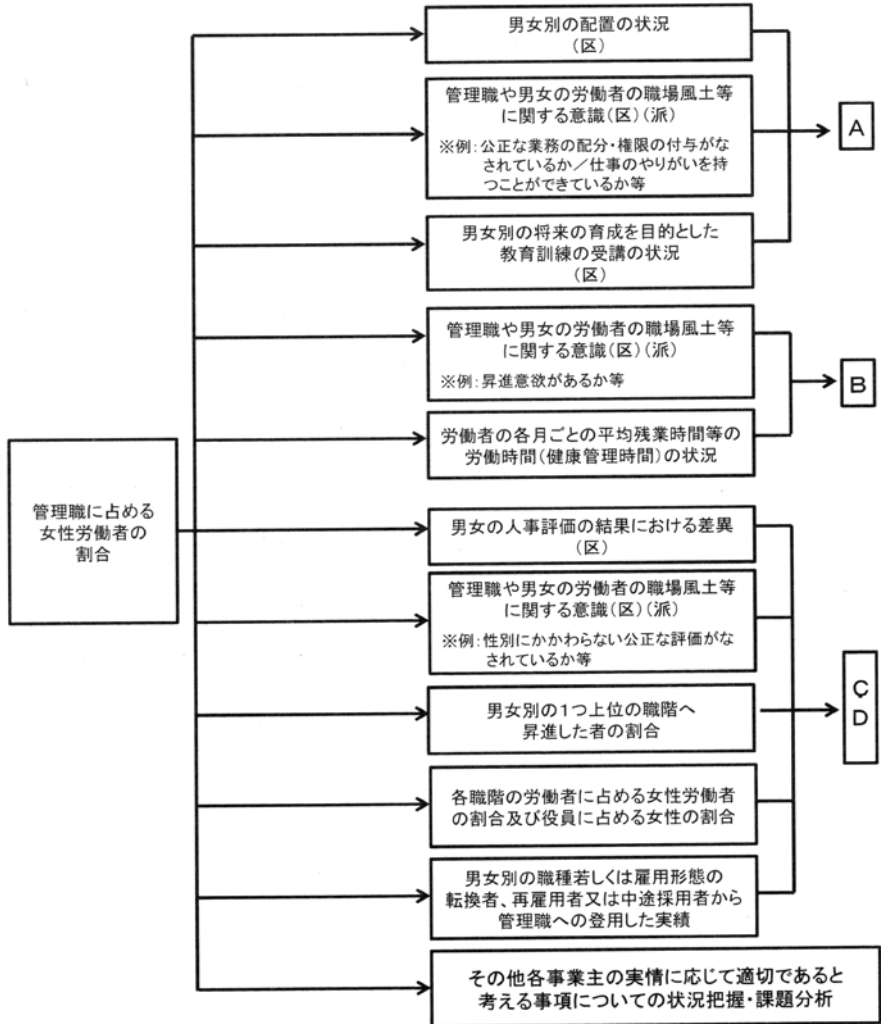 男女別の配置の状況
（区）
管理職や男女の労働者の職場風土等
に関する意識（区）（派）
※例：公正な業務の配分・権限の付与がな
されているか／仕事のやりがいを持
つことができているか等
A
男女別の将来の育成を目的とした
教育訓練の受講の状況
（区）
管理職や男女の労働者の職場風土等
に関する意識（区）（派）
※例：昇進意欲があるか等
B
労働者の各月ごとの平均残業時間等の
労働時間（健康管理時間）の状況
管理職に占める
女性労働者の
割合
男女の人事評価の結果における差異
（区）
管理職や男女の労働者の職場風土等
に関する意識（区）（派）
※例：性別にかかわらない公正な評価がな
されているか等
男女別の１つ上位の職階へ
昇進した者の割合
C
D
各職階の労働者に占める女性労働者
の割合及び役員に占める女性の割合
男女別の職種若しくは雇用形態の
転換者、再雇用者又は中途採用者から
管理職への登用した実績
その他各事業主の実情に応じて適切であると
考える事項についての状況把握・課題分析